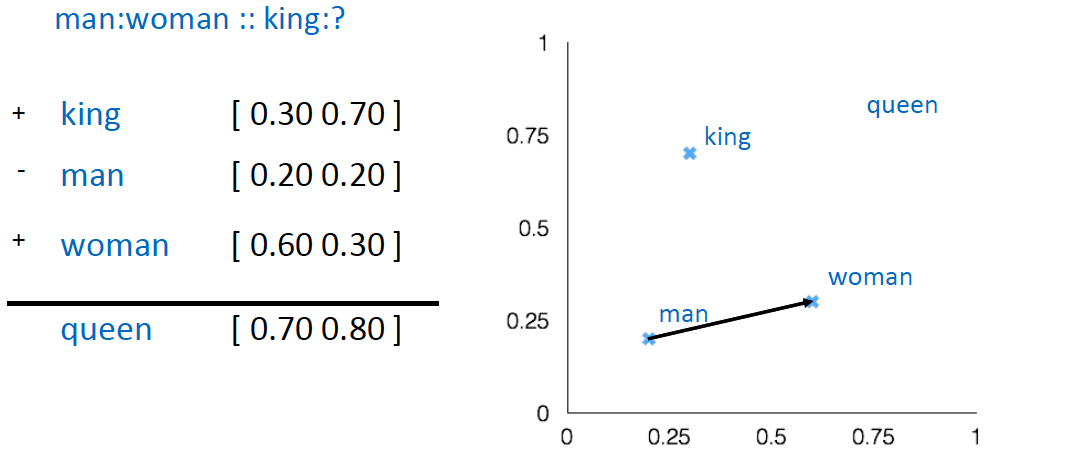 man:woman :: king:?
+ king [ 0.30 0.70 ]
- man [ 0.20 0.20 ]
+ woman [ 0.60 0.30 ]
queen [ 0.70 0.80 ]
1
queen
0.75
king
0.5
woman
man
0.25
0
0 0.25 0.5 0.75 1